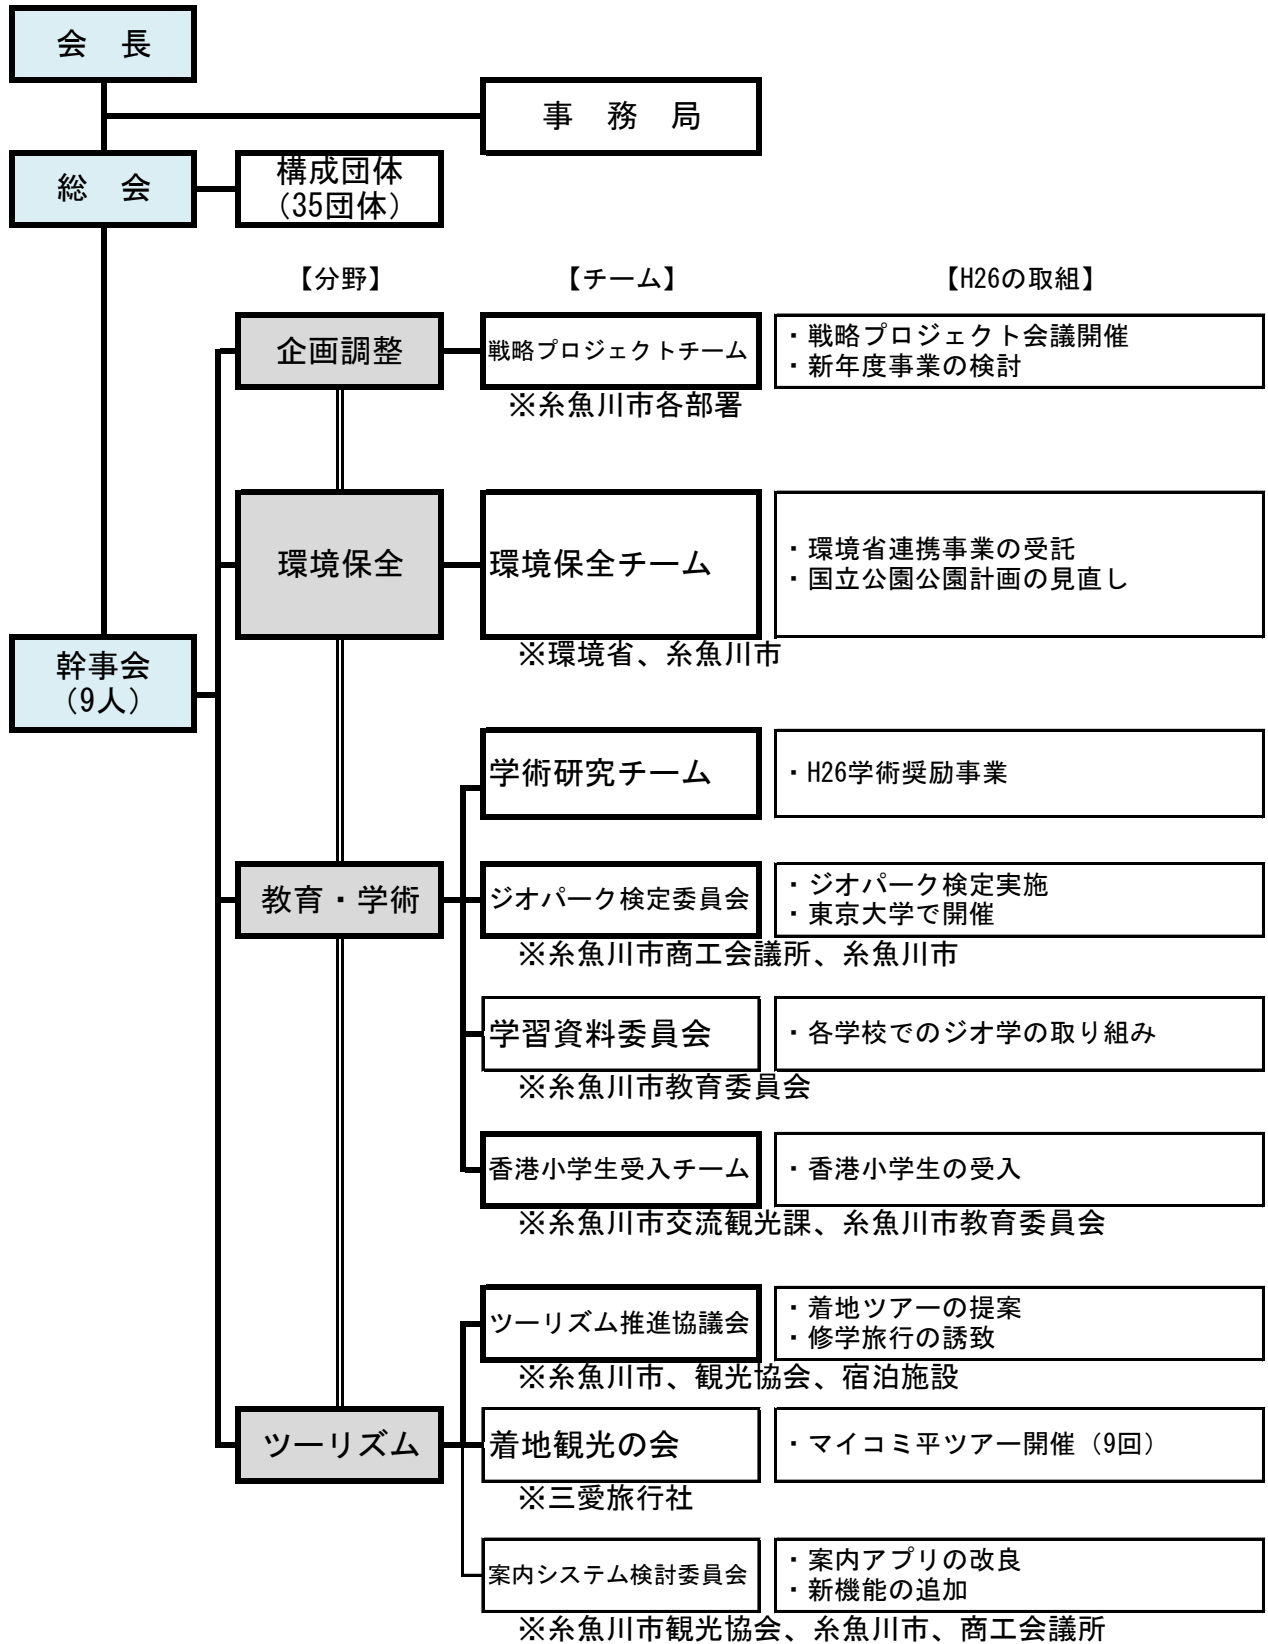 会　長
事　務　局
総　会
構成団体
（35団体）
【分野】
【チーム】
【H26の取組】
企画調整
戦略プロジェクトチーム
・戦略プロジェクト会議開催
・新年度事業の検討
※糸魚川市各部署
環境保全
環境保全チーム
・環境省連携事業の受託
・国立公園公園計画の見直し
※環境省、糸魚川市
幹事会
（9人）
学術研究チーム
・H26学術奨励事業
教育・学術
ジオパーク検定委員会
・ジオパーク検定実施
・東京大学で開催
※糸魚川市商工会議所、糸魚川市
学習資料委員会
・各学校でのジオ学の取り組み
※糸魚川市教育委員会
香港小学生受入チーム
・香港小学生の受入
※糸魚川市交流観光課、糸魚川市教育委員会
ツーリズム推進協議会
・着地ツアーの提案
・修学旅行の誘致
※糸魚川市、観光協会、宿泊施設
ツーリズム
着地観光の会
・マイコミ平ツアー開催（9回）
※三愛旅行社
案内システム検討委員会
・案内アプリの改良
・新機能の追加
※糸魚川市観光協会、糸魚川市、商工会議所